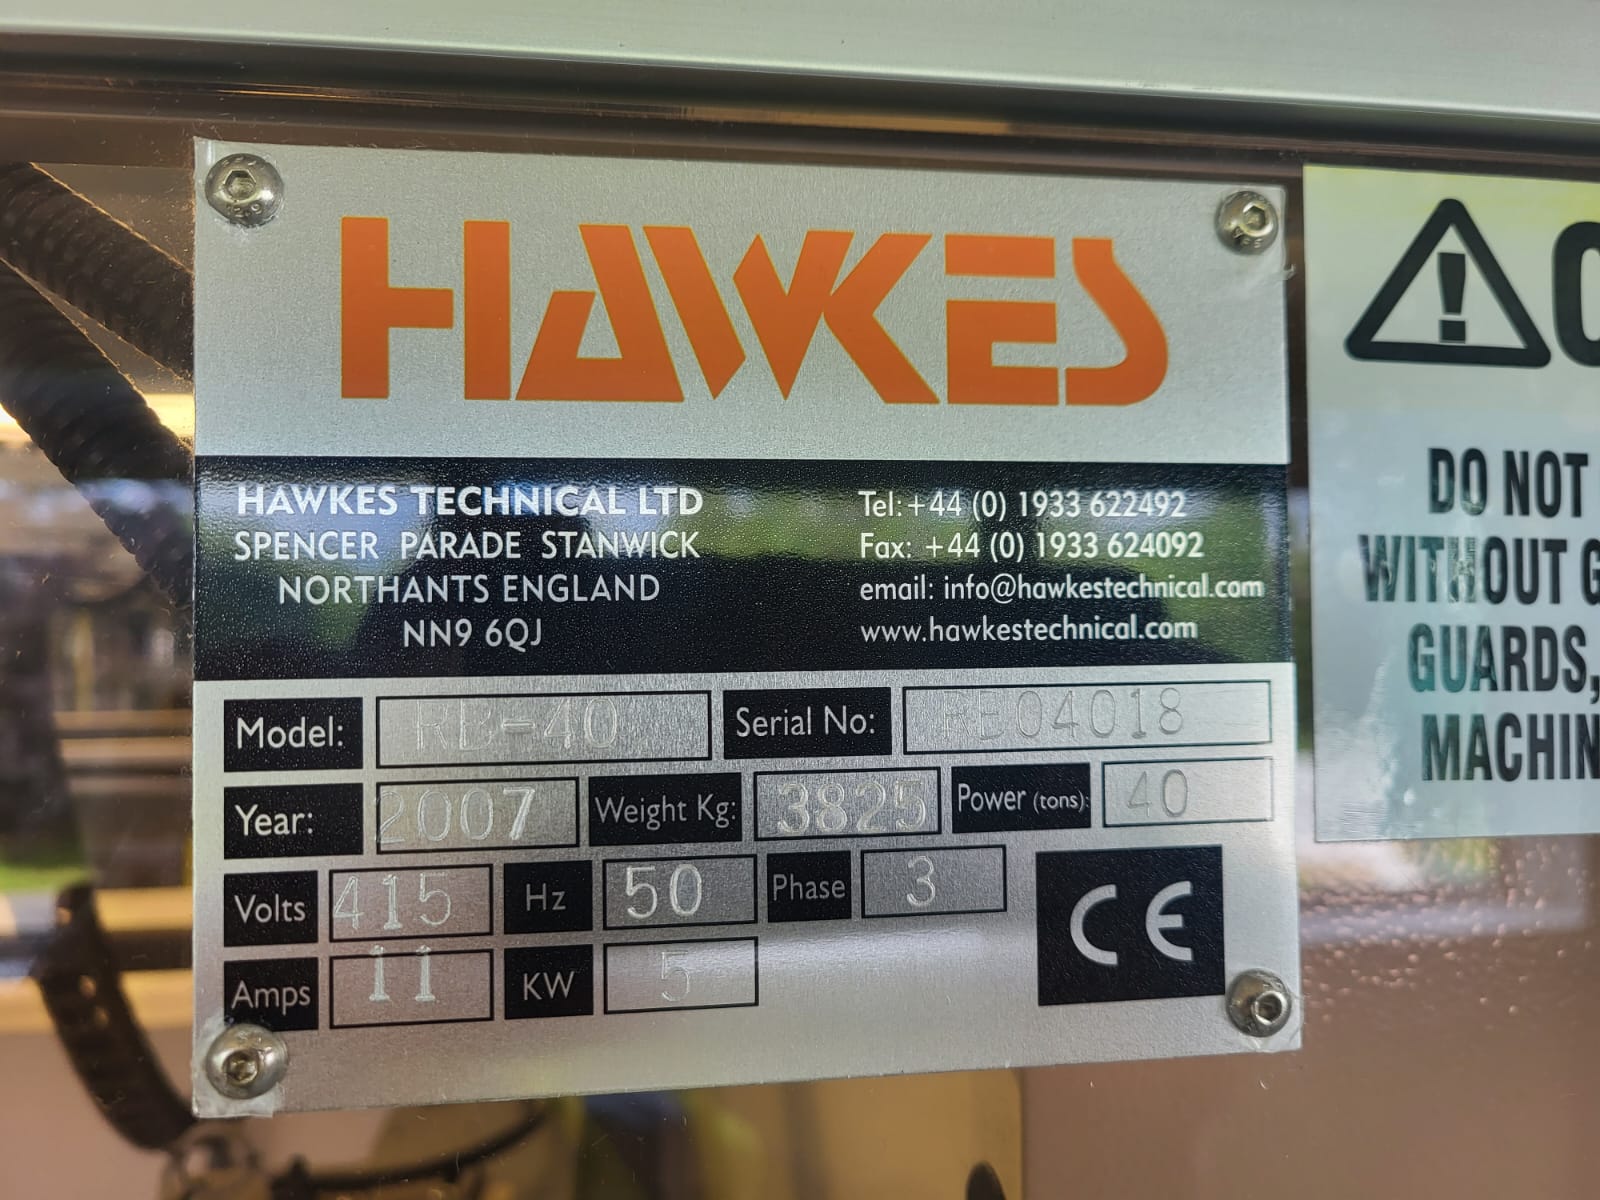 HAWKES
HAWKES TECHNICAL LTD
SPENCER PARADE STANWICK
NORTHANTS ENGLAND
NN9 6QJ
Tel:+44 (0) 1933 622492
Fax: +44 (0) 1933 624092
email: info@hawkestechnical.com
www.hawkestechnical.com
Model: RB-40 Serial No: RB04018
Year: 2007 Weight Kg: 3825 Power (tons): 40
Volts 415 Hz 50 Phase 3
Amps 11 KW 5
CE
DO NOT
WITHOUT G
GUARDS,
MACHIN